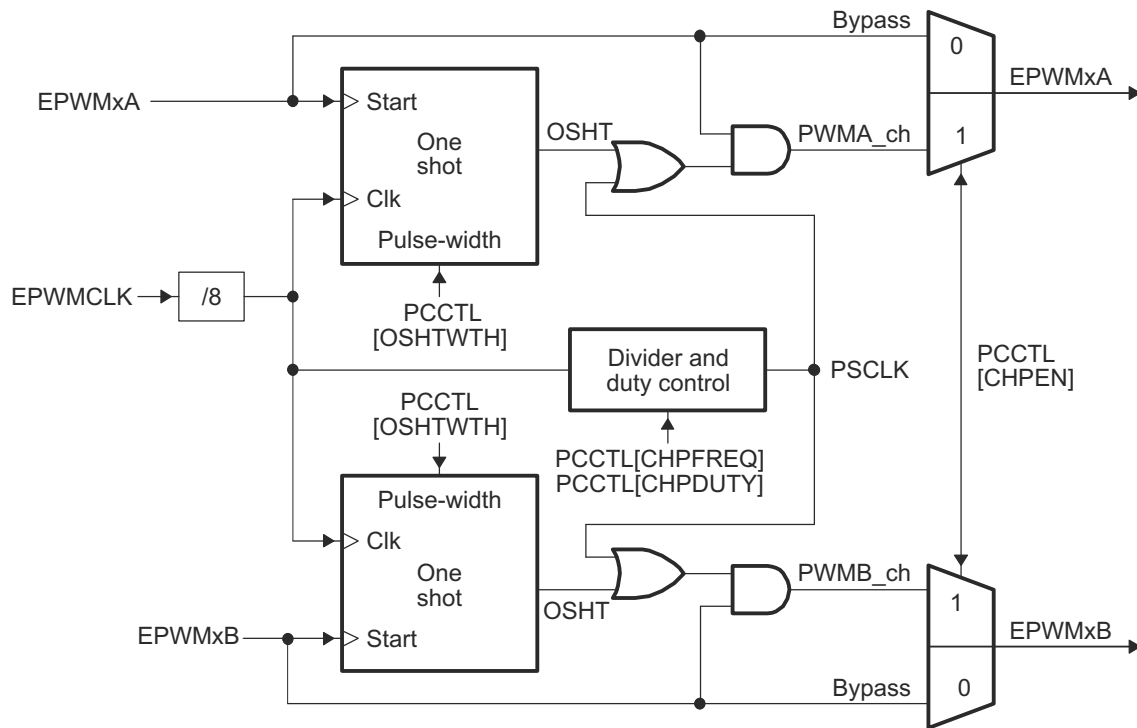 Bypass
0
EPWMxA
EPWMxA
Start
OSHT
PWMA_ch
One
shot
1
Clk
Pulse-width
EPWMCLK
/8
PCCTL
[OSHTWTH]
Divider and
duty control
PSCLK
PCCTL
[CHPEN]
PCCTL
[OSHTWTH]
PCCTL[CHPFREQ]
PCCTL[CHPDUTY]
Pulse-width
Clk
One
shot
OSHT
PWMB_ch
1
EPWMxB
Start
EPWMxB
Bypass
0